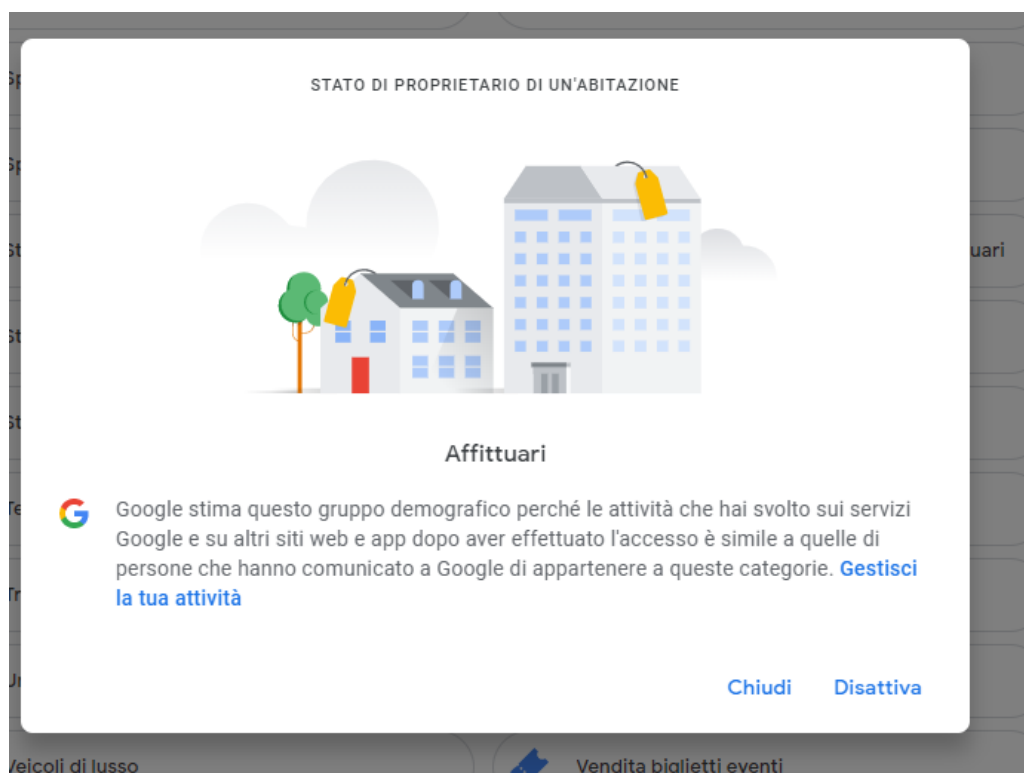 STATO DI PROPRIETARIO DI UN'ABITAZIONE
uari
Affittuari
Google stima questo gruppo demografico perché le attività che hai svolto sui servizi
Google e su altri siti web e app dopo aver effettuato l'accesso è simile a quelle di
persone che hanno comunicato a Google di appartenere a queste categorie. Gestisci
la tua attività
Chiudi Disattiva
Veicoli di lusso Vendita biglietti eventi